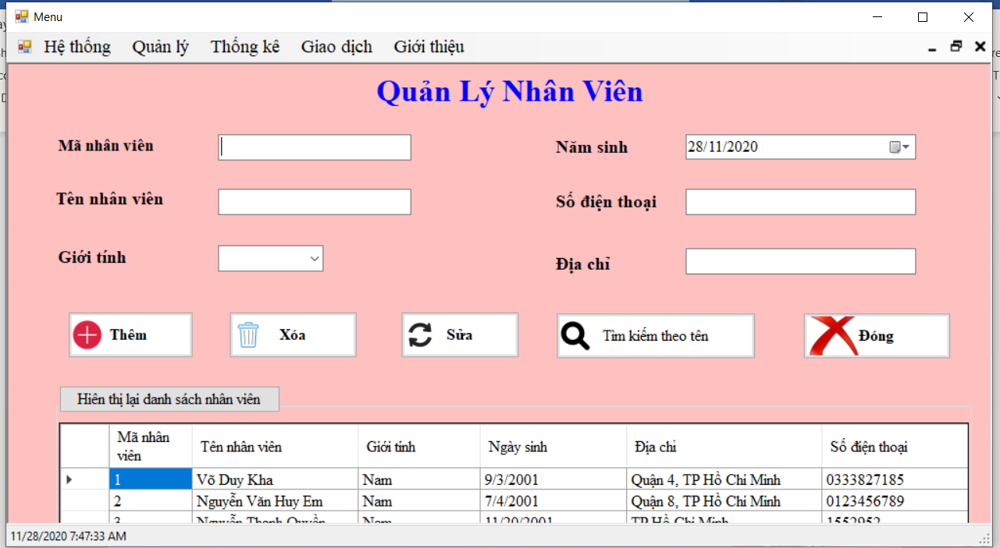 Menu
Hệ thống Quản lý Thống kê Giao dịch Giới thiệu
Quản Lý Nhân Viên
Mã nhân viên
Năm sinh 28/11/2020
Tên nhân viên
Số điện thoại
Giới tính
Địa chỉ
Thêm Xóa Sửa Tìm kiếm theo tên Đóng
Hiên thị lại danh sách nhân viên
Mã nhân viên Tên nhân viên Giới tính Ngày sinh Địa chỉ Số điện thoại
1 Võ Duy Kha Nam 9/3/2001 Quận 4, TP Hồ Chí Minh 0333827185
2 Nguyễn Văn Huy Em Nam 7/4/2001 Quận 8, TP Hồ Chí Minh 0123456789
3 Nguyễn Thanh Quyền Nam 11/20/2001 TP Hồ Chí Minh 1552952
11/28/2020 7:47:33 AM